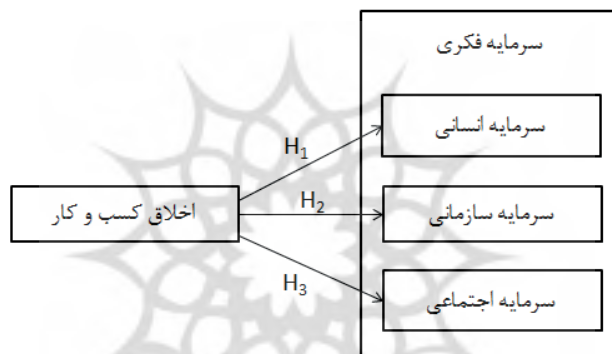 سرمایه فکری
سرمایه انسانی
H1
اخلاق کسب و کار
H2
سرمایه سازمانی
H3
سرمایه اجتماعی